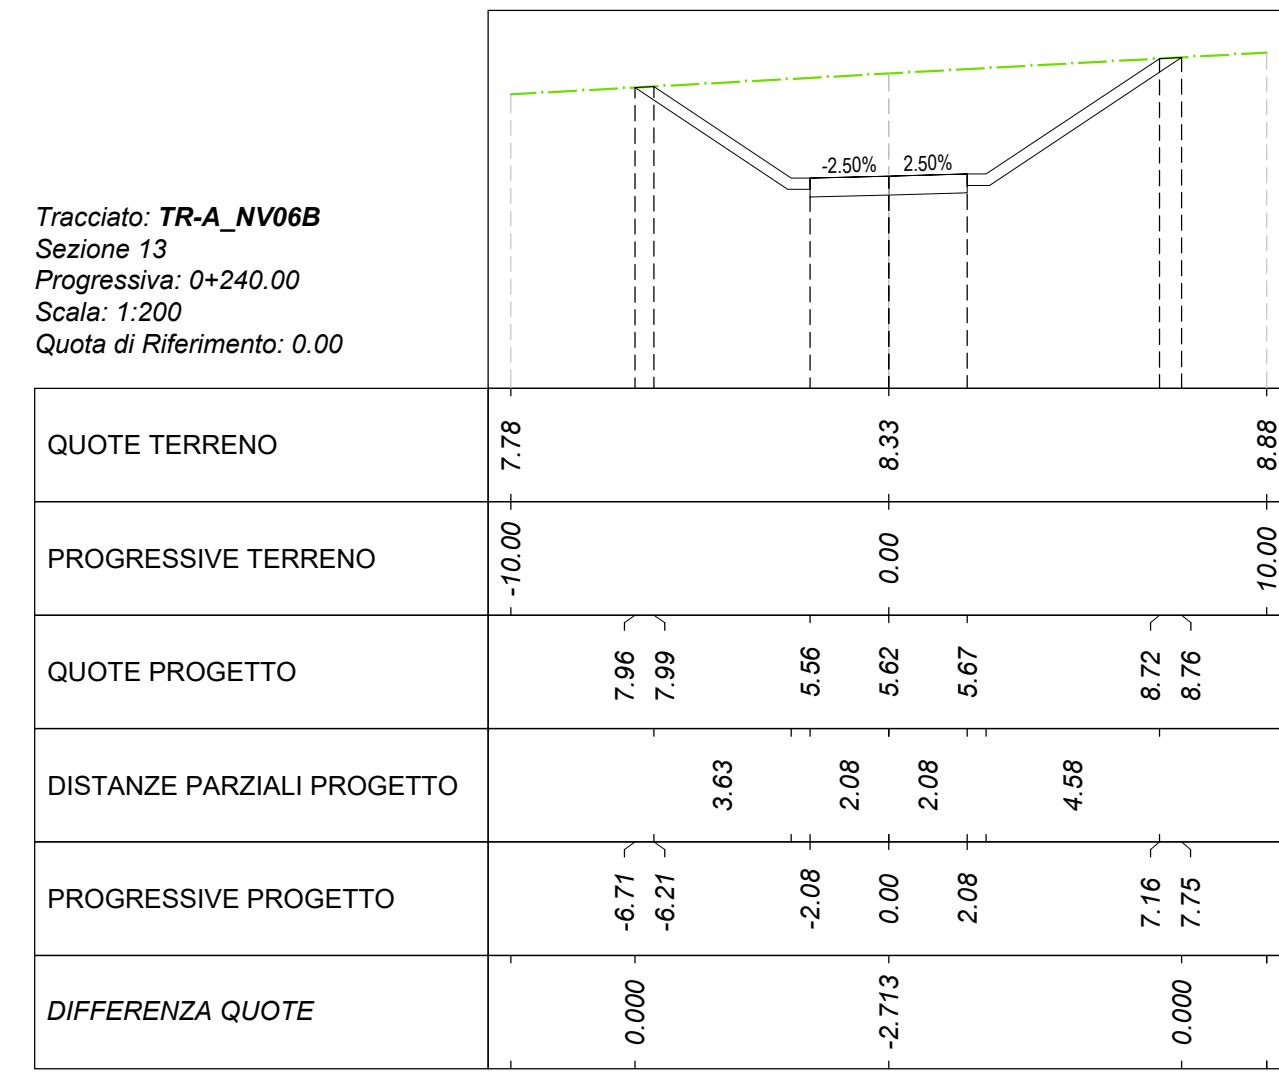 -2.50% 2.50%
Tracciato: TR-A_NV06B
Sezione 13
Progressiva: 0+240.00
Scala: 1:200
Quota di Riferimento: 0.00
QUOTE TERRENO 7.78 8.33 8.88
PROGRESSIVE TERRENO -10.00 0.00 10.00
QUOTE PROGETTO 7.96 7.99 5.56 5.62 5.67 8.72 8.76
DISTANZE PARZIALI PROGETTO 3.63 2.08 2.08 4.58
PROGRESSIVE PROGETTO -6.71 -6.21 -2.08 0.00 2.08 7.16 7.75
DIFFERENZA QUOTE 0.000 -2.713 0.000